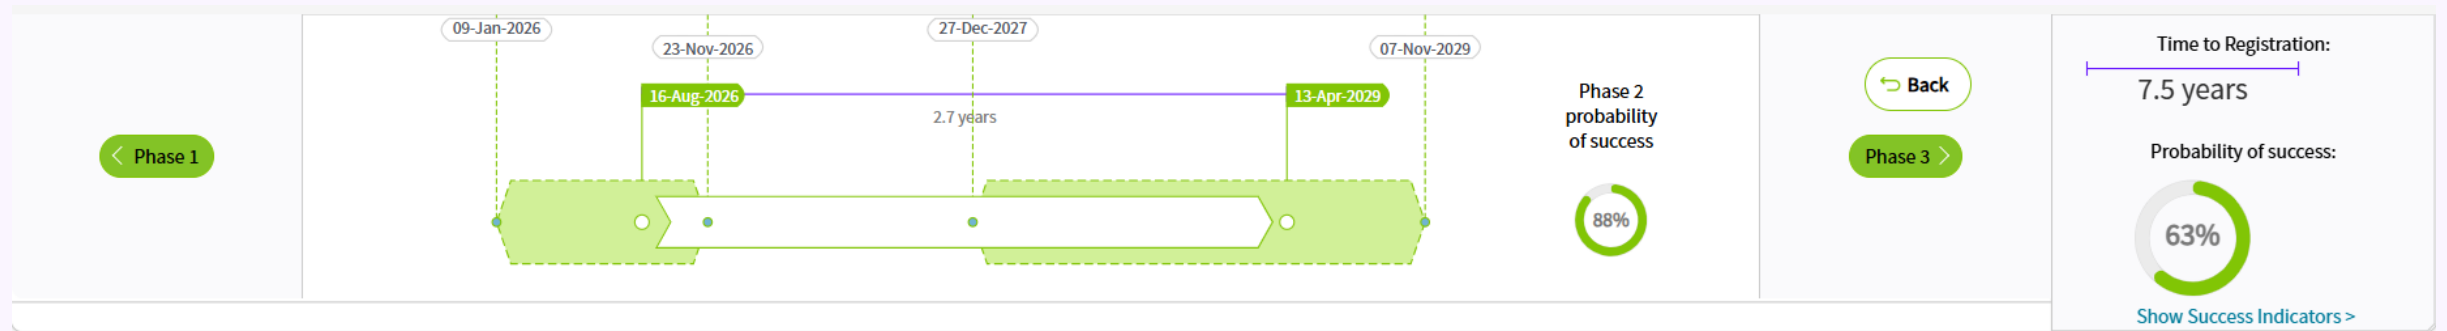 Phase 1
09-Jan-2026
23-Nov-2026
27-Dec-2027
07-Nov-2029
16-Aug-2026
13-Apr-2029
2.7 years
Phase 2
probability
of success
88%
Back
Phase 3
Time to Registration:
7.5 years
Probability of success:
63%
Show Success Indicators >